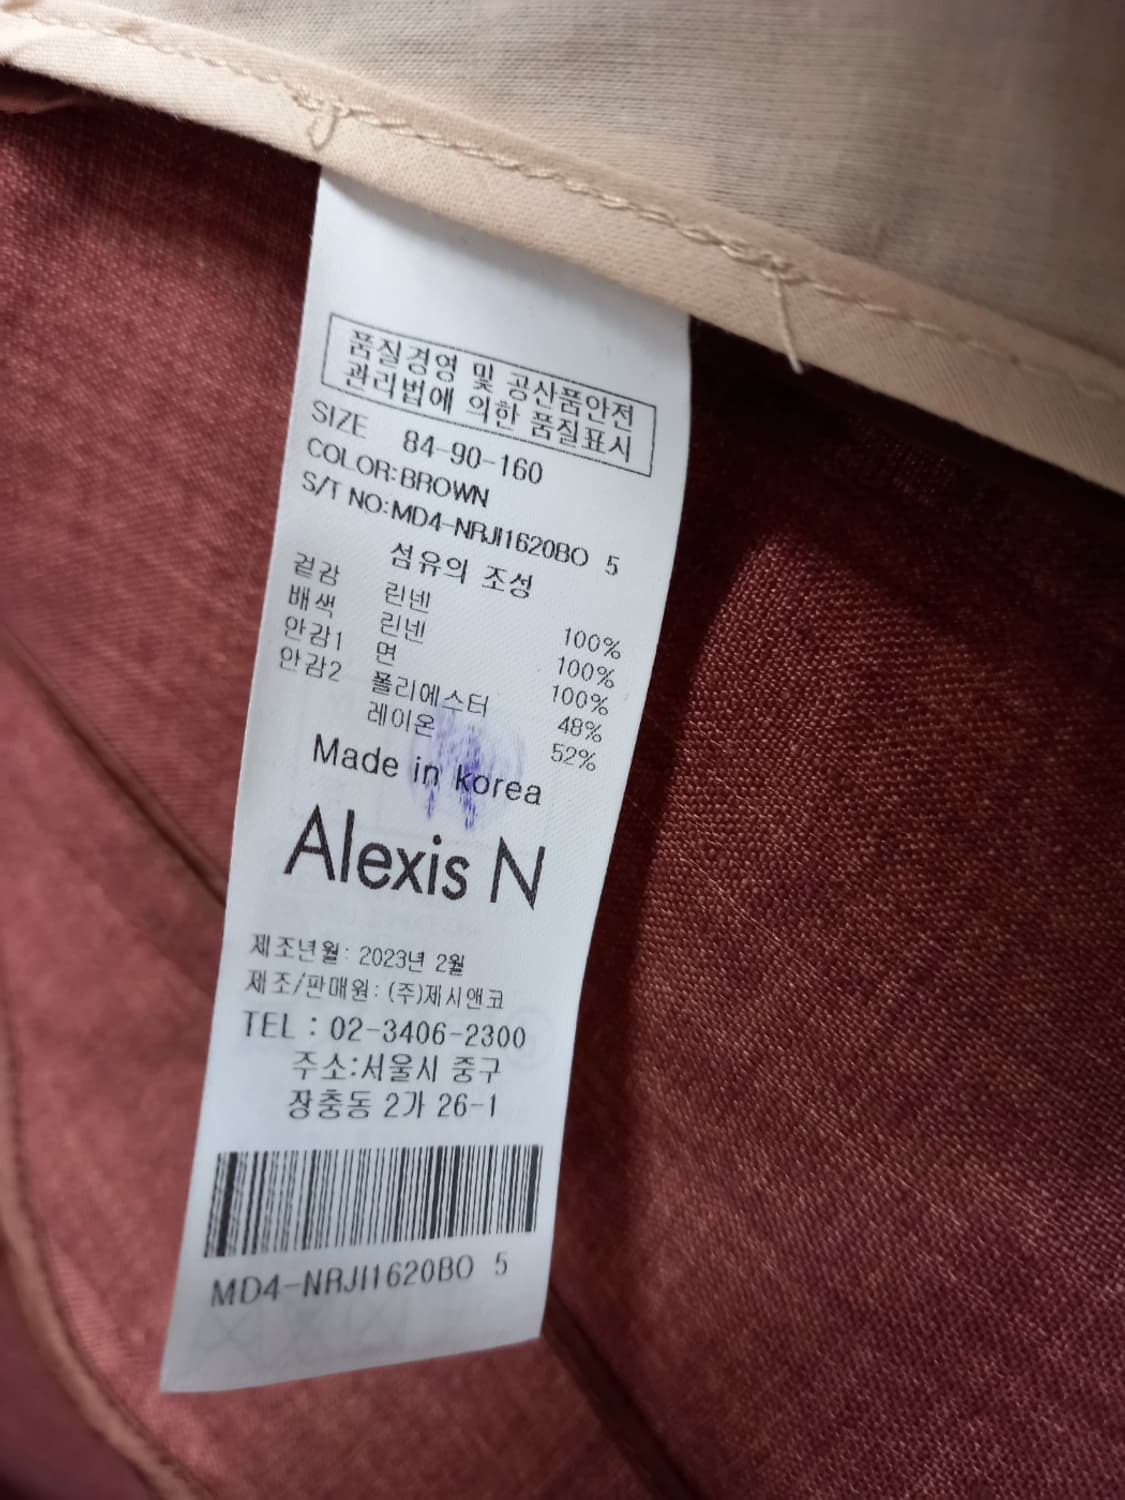 품질경영 및 공산품안전
관리법에 의한 품질표시
SIZE 84-90-160
COLOR:BROWN
S/T NO:MD4-NRJI1620BO 5
섬유의 조성
겉감 린넨 100%
배색 린넨 100%
안감1 면 100%
안감2 폴리에스터 48%
레이온 52%
Made in korea
Alexis N
제조년월: 2023년 2월
제조/판매원: (주)제시앤코
TEL : 02-3406-2300
주소:서울시 중구
장충동 2가 26-1
MD4-NRJI1620BO 5